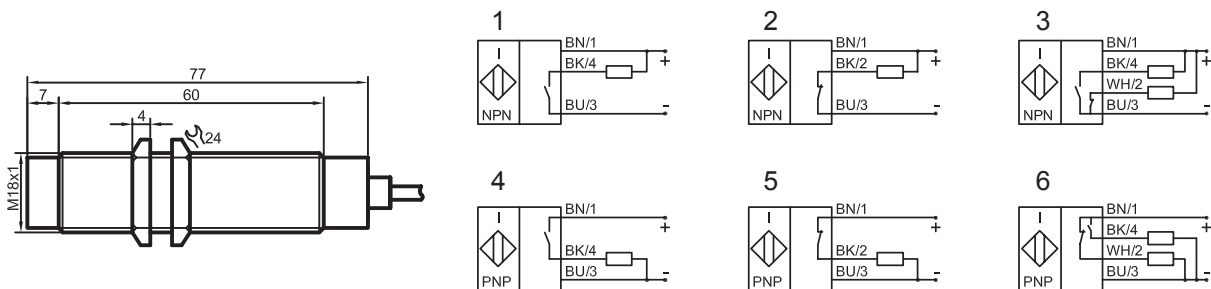 77
7
60
4
24
M18x1
1
BN/1
+
BK/4
BU/3
-
NPN
2
BN/1
+
BK/2
BU/3
-
NPN
3
BN/1
+
BK/4
WH/2
BU/3
-
NPN
4
BN/1
+
BK/4
BU/3
-
PNP
5
BN/1
+
BK/2
BU/3
-
PNP
6
BN/1
+
BK/4
WH/2
BU/3
-
PNP